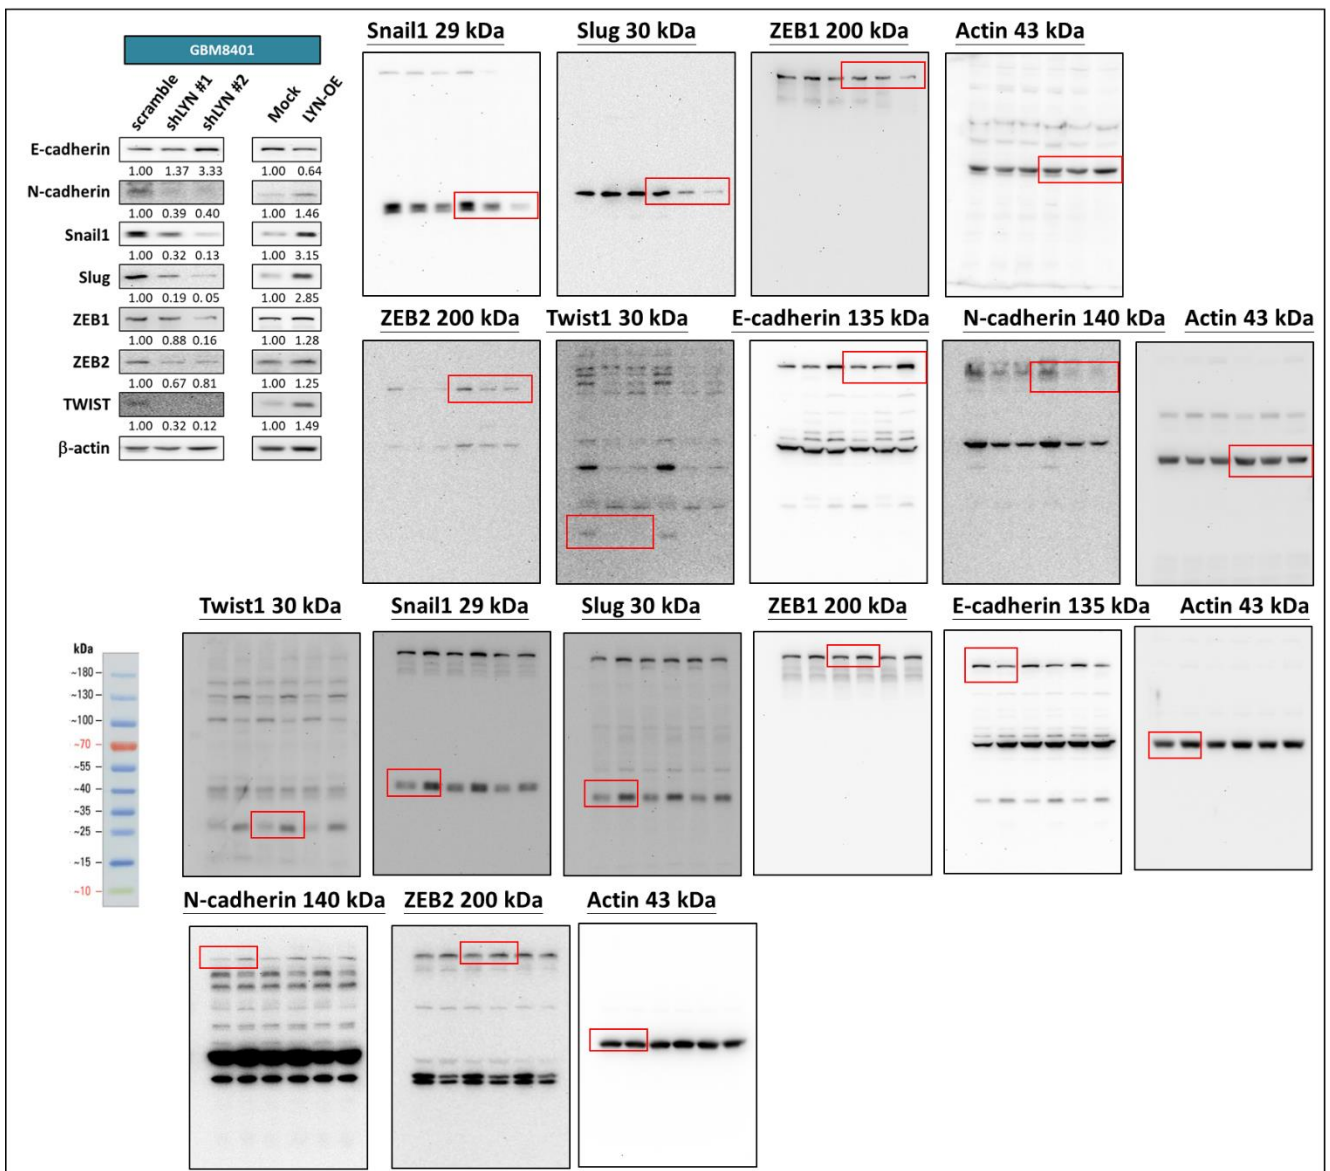 GBM8401
scramble shLYN #1 shLYN #2 Mock LYN-OE
E-cadherin
1.00 1.37 3.33 1.00 0.64
N-cadherin
1.00 0.39 0.40 1.00 1.46
Snail1
1.00 0.32 0.13 1.00 3.15
Slug
1.00 0.19 0. 05 1.00 2.85
ZEB1
1.00 0.88 0.16 1.00 1.28
ZEB2
1.00 0.67 0.81 1.00 1.25
TWIST
1.00 0.32 0.12 1.00 1.49
β-actin
Snail1 29 kDa Slug 30 kDa ZEB1 200 kDa Actin 43 kDa
ZEB2 200 kDa Twist1 30 kDa E-cadherin 135 kDa N-cadherin 140 kDa Actin 43 kDa
Twist1 30 kDa Snail1 29 kDa Slug 30 kDa ZEB1 200 kDa E-cadherin 135 kDa Actin 43 kDa
kDa
~180 –
~130 –
~100 –
~70 –
~55 –
~40 –
~35 –
~25 –
~15 –
~10 –
N-cadherin 140 kDa ZEB2 200 kDa Actin 43 kDa